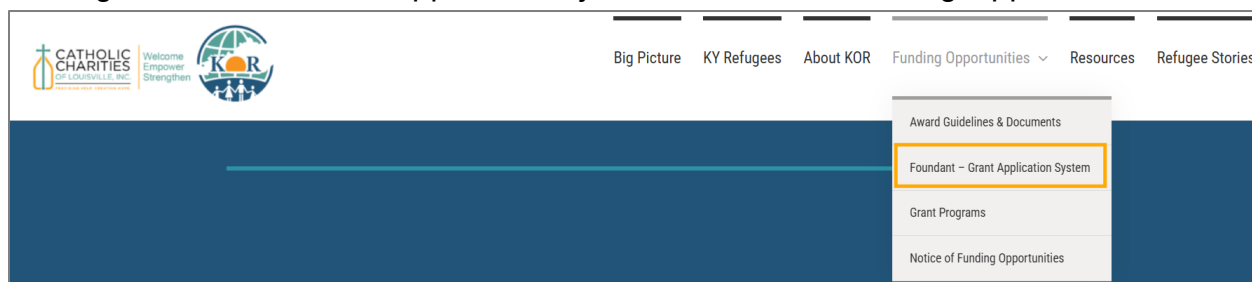 CATHOLIC
CHARITIES
OF LOUISVILLE, INC.
Welcome
Empower
Strengthen
KOR
Big Picture KY Refugees About KOR Funding Opportunities Resources Refugee Stories
Award Guidelines & Documents
Foundant – Grant Application System
Grant Programs
Notice of Funding Opportunities